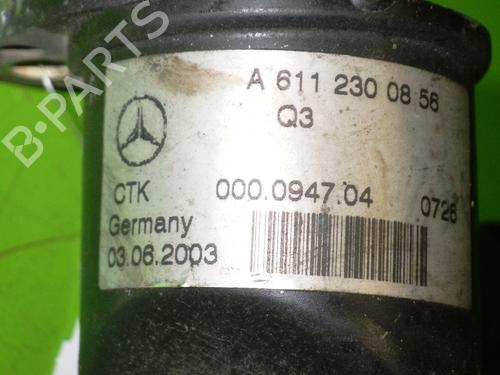 A 611 230 08 56
Q3
CTK 000.0947.04 0726
Germany
03.06.2003
B-PARTS